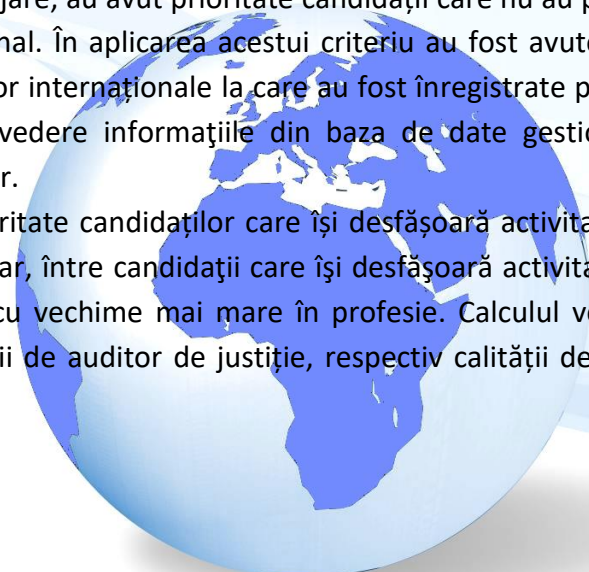 jare, au avut prioritate candidații care nu au p
nal. În aplicarea acestui criteriu au fost avute
or internaționale la care au fost înregistrate p
vedere informaţiile din baza de date gestio
r.
ritate candidaților care își desfășoară activita
ar, între candidaţii care îşi desfăşoară activita
cu vechime mai mare în profesie. Calculul ve
ii de auditor de justiție, respectiv calității de